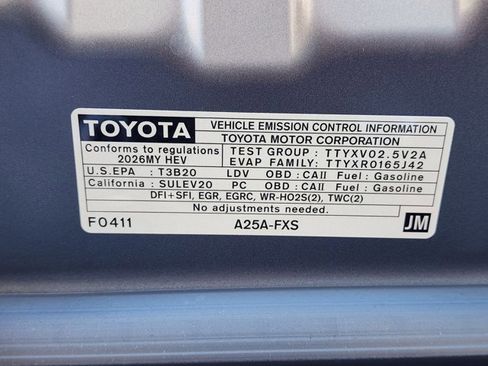 TOYOTA VEHICLE EMISSION CONTROL INFORMATION
TOYOTA MOTOR CORPORATION
Conforms to regulations TEST GROUP : TTYXV02.5V2A
2026MY HEV EVAP FAMILY: TTYXR0165J42
U.S.EPA : T3B20 LDV OBD : CAII Fuel : Gasoline
California : SULEV20 PC OBD : CAII Fuel : Gasoline
DFI+SFI, EGR, EGRC, WR-HO2S(2), TWC(2)
No adjustments needed.
F0411 A25A-FXS JM